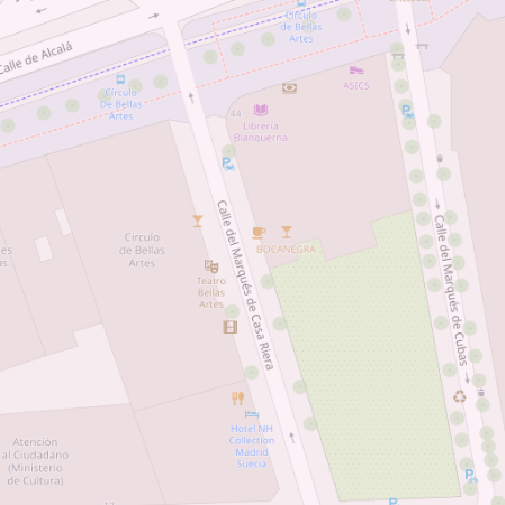 Círculo
de Bellas
Artes
Calle de Alcalá
ASICS
Círculo
De Bellas
Artes
44
Libreria
Blanquerna
P
P
Calle del Marqués de Casa Riera
Calle del Marqués de Cubas
Círculo
de Bellas
Artes
BOCANEGRA
Teatro
Bellas
Artes
Hotel NH
Collection
Madrid
Suecia
Atención
al Ciudadano
(Ministerio
de Cultura)
P
P